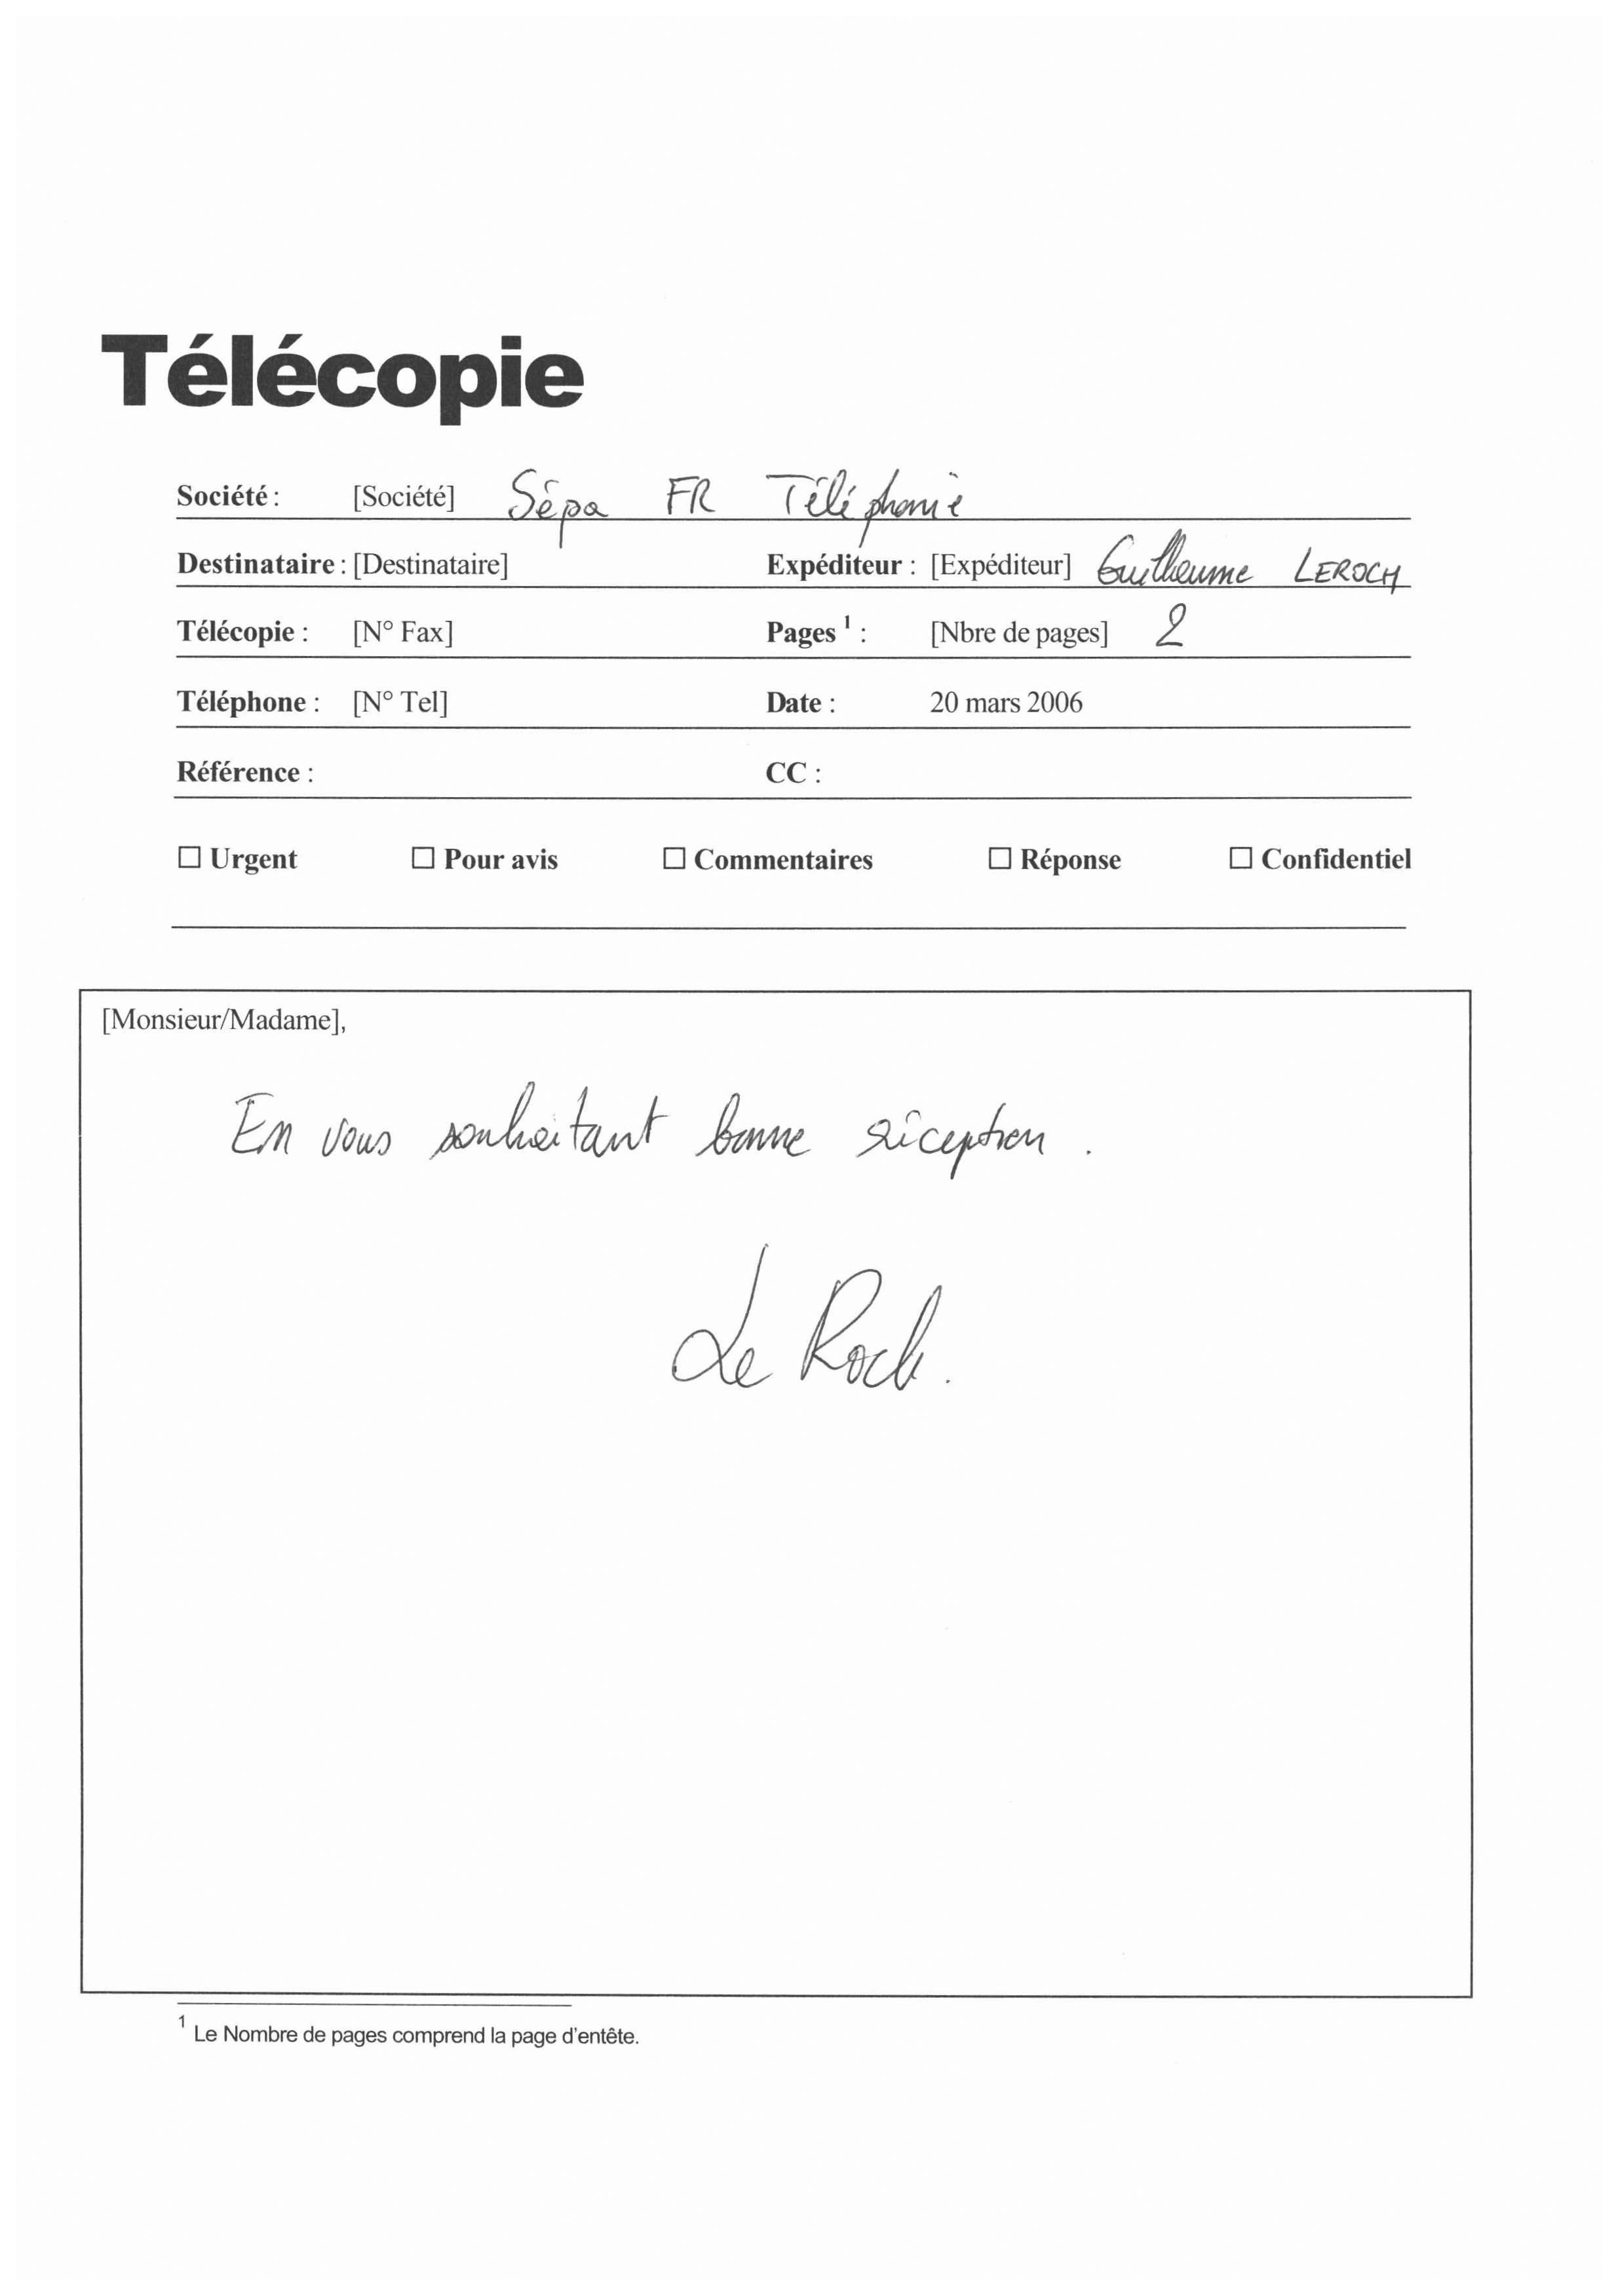 Télécopie
Société : [Société] Sépa FR Téléphonie
Destinataire : [Destinataire] Expéditeur : [Expéditeur] Guilheume LEROCH
Télécopie : [N° Fax] Pages 1 : [Nbre de pages] 2
Téléphone : [N° Tel] Date : 20 mars 2006
Référence : CC :
☐ Urgent ☐ Pour avis ☐ Commentaires ☐ Réponse ☐ Confidentiel
[Monsieur/Madame],
En vous souhaitant bonne réception.
Le Roch.
1 Le Nombre de pages comprend la page d'entête.